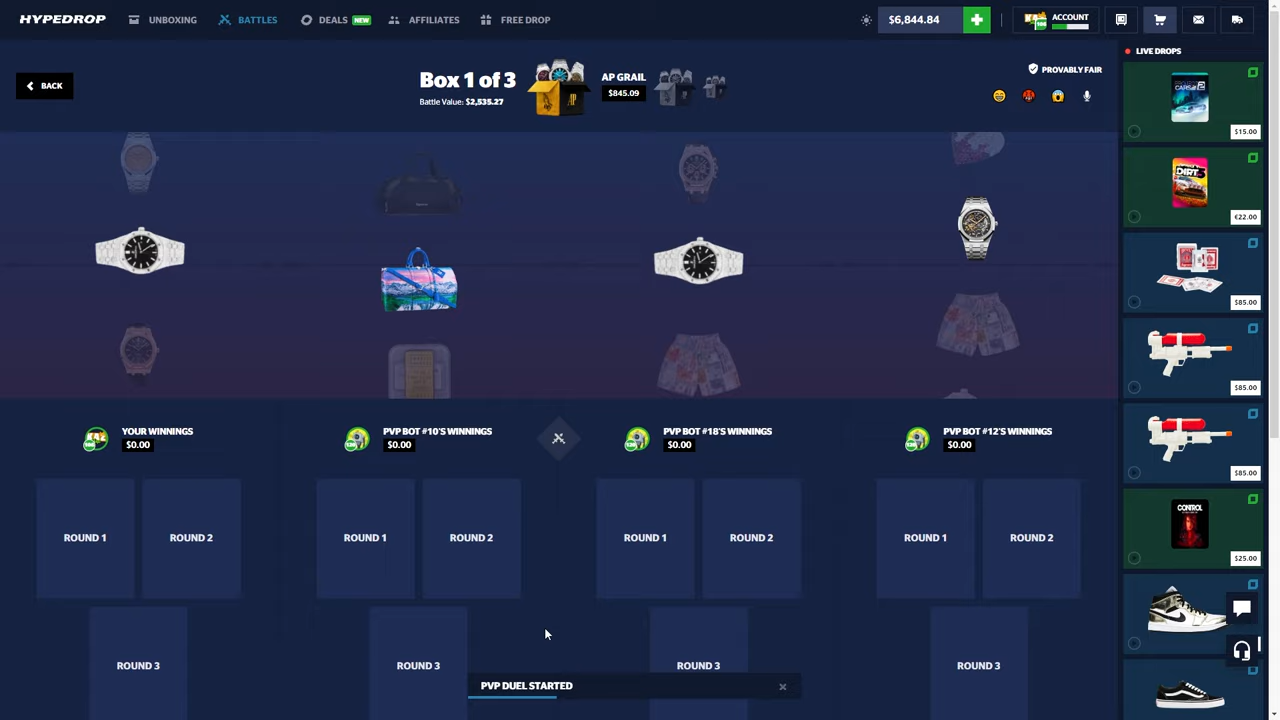 HYPEDROP
UNBOXING
BATTLES
DEALS NEW
AFFILIATES
FREE DROP
$6,844.84
ACCOUNT
BACK
Box 1 of 3
Battle Value: $2,535.27
AP GRAIL
$845.09
PROVABLY FAIR
LIVE DROPS
$15.00
€22.00
$85.00
$85.00
$85.00
$25.00
YOUR WINNINGS
$0.00
PVP BOT #10'S WINNINGS
$0.00
PVP BOT #18'S WINNINGS
$0.00
PVP BOT #12'S WINNINGS
$0.00
ROUND 1
ROUND 2
ROUND 1
ROUND 2
ROUND 1
ROUND 2
ROUND 1
ROUND 2
ROUND 3
ROUND 3
ROUND 3
ROUND 3
PVP DUEL STARTED